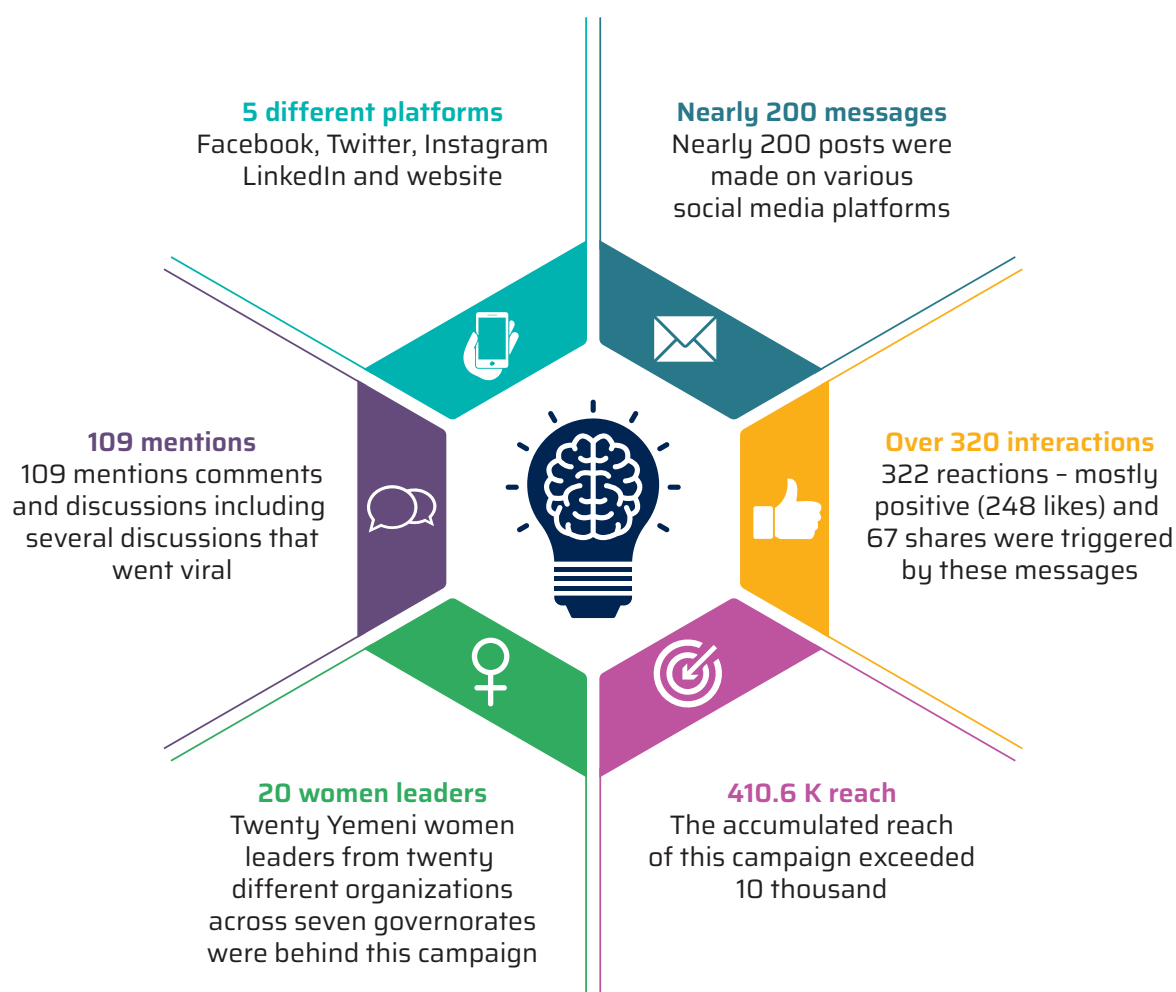 5 different platforms
Facebook, Twitter, Instagram
LinkedIn and website
Nearly 200 messages
Nearly 200 posts were
made on various
social media platforms
109 mentions
109 mentions comments
and discussions including
several discussions that
went viral
Over 320 interactions
322 reactions – mostly
positive (248 likes) and
67 shares were triggered
by these messages
20 women leaders
Twenty Yemeni women
leaders from twenty
different organizations
across seven governorates
were behind this campaign
410.6 K reach
The accumulated reach
of this campaign exceeded
10 thousand